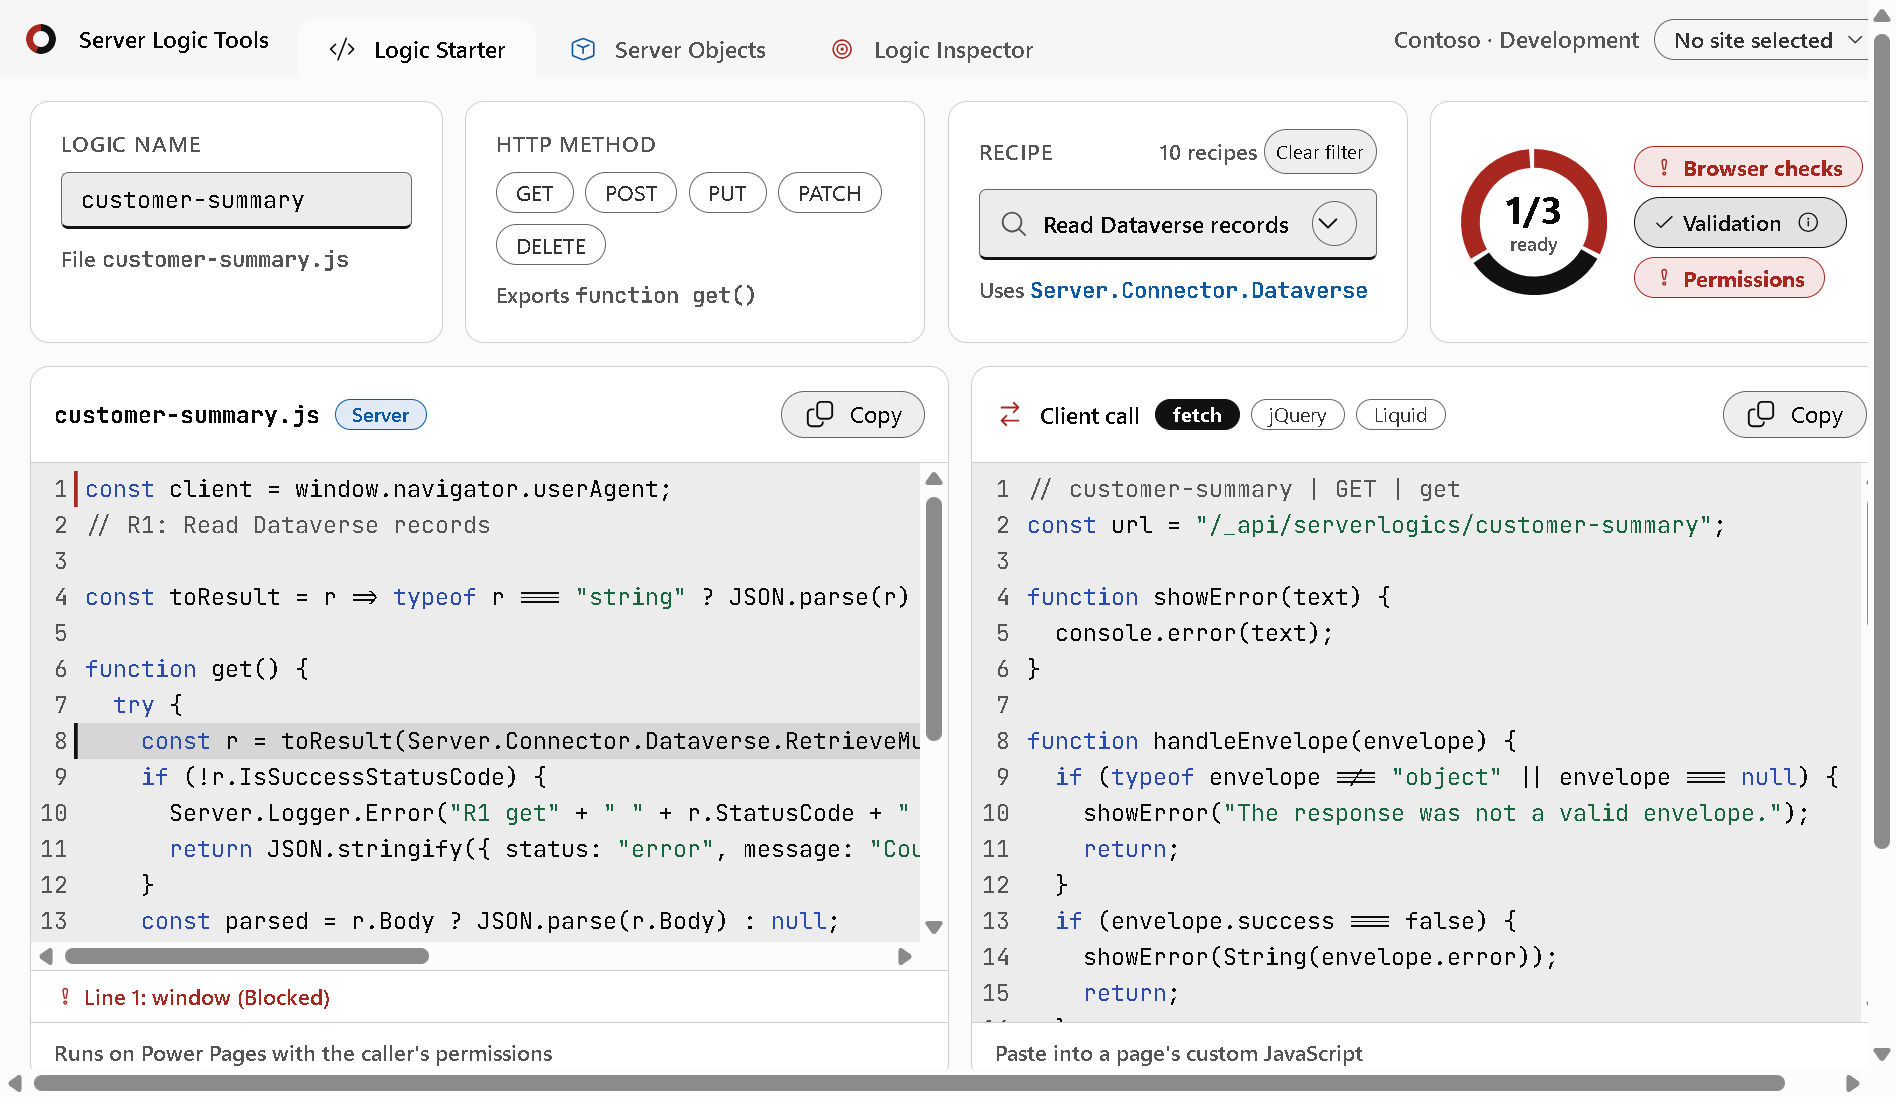 Server Logic Tools
</> Logic Starter
Server Objects
Logic Inspector
Contoso · Development
No site selected
LOGIC NAME
customer-summary
File customer-summary.js
HTTP METHOD
GET
POST
PUT
PATCH
DELETE
Exports function get()
RECIPE
10 recipes
Clear filter
Read Dataverse records
Uses Server.Connector.Dataverse
1/3
ready
! Browser checks
Validation
! Permissions
customer-summary.js
Server
Copy
1 const client = window.navigator.userAgent;
2 // R1: Read Dataverse records
3
4 const toResult = r => typeof r === "string" ? JSON.parse(r)
5
6 function get() {
7 try {
8 const r = toResult(Server.Connector.Dataverse.RetrieveMu
9 if (!r.IsSuccessStatusCode) {
10 Server.Logger.Error("R1 get" + " " + r.StatusCode + "
11 return JSON.stringify({ status: "error", message: "Cou
12 }
13 const parsed = r.Body ? JSON.parse(r.Body) : null;
! Line 1: window (Blocked)
Runs on Power Pages with the caller's permissions
Client call
fetch
jQuery
Liquid
Copy
1 // customer-summary | GET | get
2 const url = "/_api/serverlogics/customer-summary";
3
4 function showError(text) {
5 console.error(text);
6 }
7
8 function handleEnvelope(envelope) {
9 if (typeof envelope !== "object" || envelope === null) {
10 showError("The response was not a valid envelope.");
11 return;
12 }
13 if (envelope.success === false) {
14 showError(String(envelope.error));
15 return;
Paste into a page's custom JavaScript